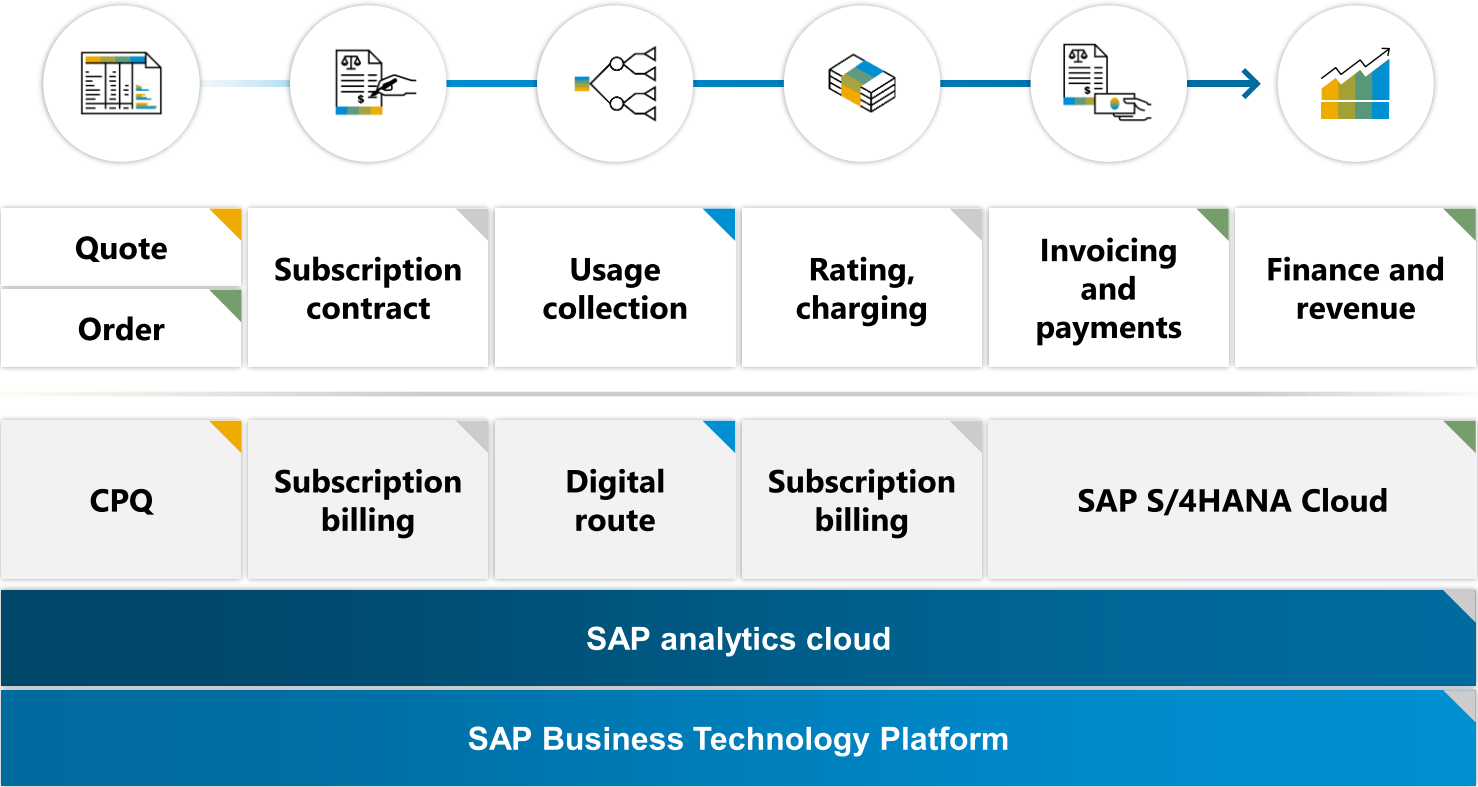 Quote
Order
Subscription
contract
Usage
collection
Rating,
charging
Invoicing
and
payments
Finance and
revenue
CPQ
Subscription
billing
Digital
route
Subscription
billing
SAP S/4HANA Cloud
SAP analytics cloud
SAP Business Technology Platform